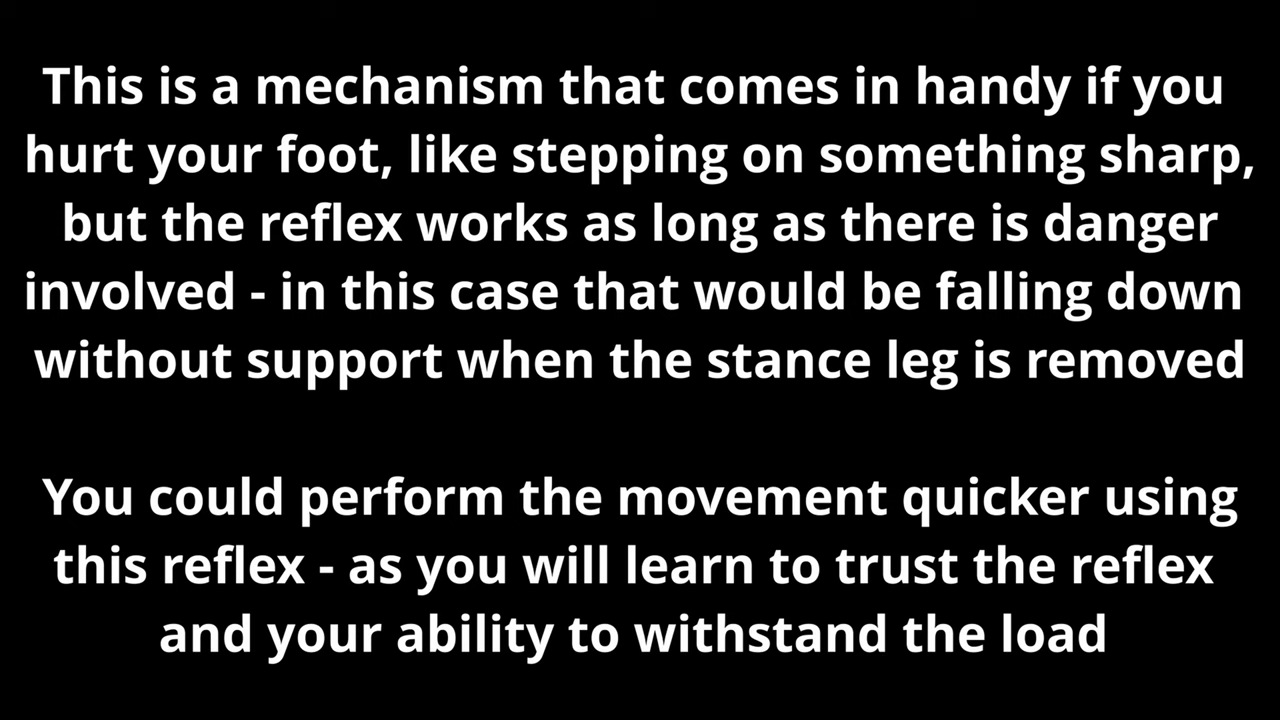 This is a mechanism that comes in handy if you
hurt your foot, like stepping on something sharp,
but the reflex works as long as there is danger
involved - in this case that would be falling down
without support when the stance leg is removed
You could perform the movement quicker using
this reflex - as you will learn to trust the reflex
and your ability to withstand the load